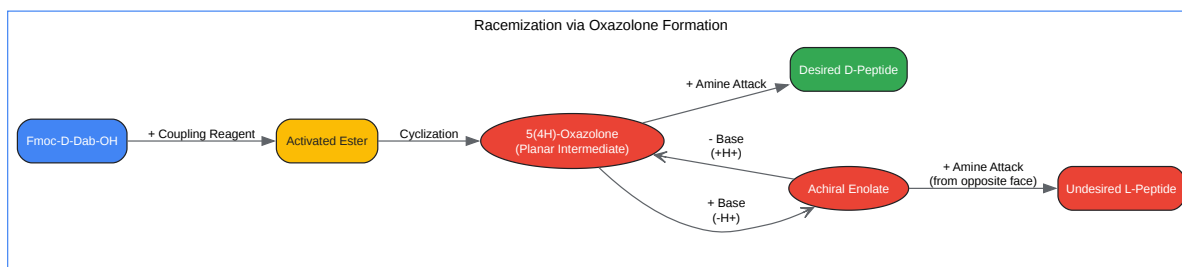 Racemization via Oxazolone Formation
Fmoc-D-Dab-OH
+ Coupling Reagent
Activated Ester
Cyclization
5(4H)-Oxazolone
(Planar Intermediate)
+ Amine Attack
Desired D-Peptide
- Base
(+H+)
+ Base
(-H+)
Achiral Enolate
+ Amine Attack
(from opposite face)
Undesired L-Peptide